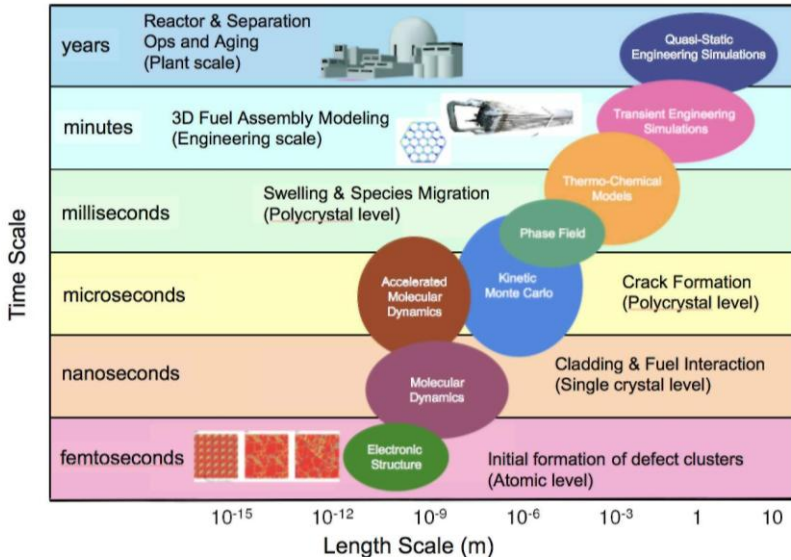 years
Reactor & Separation
Ops and Aging
(Plant scale)
Quasi-Static
Engineering Simulations
minutes
3D Fuel Assembly Modeling
(Engineering scale)
Transient Engineering
Simulations
milliseconds
Swelling & Species Migration
(Polycrystal level)
Thermo-Chemical
Models
Phase Field
microseconds
Accelerated
Molecular
Dynamics
Kinetic
Monte Carlo
Crack Formation
(Polycrystal level)
nanoseconds
Molecular
Dynamics
Cladding & Fuel Interaction
(Single crystal level)
femtoseconds
Electronic
Structure
Initial formation of defect clusters
(Atomic level)
Time Scale
10⁻¹⁵ 10⁻¹² 10⁻⁹ 10⁻⁶ 10⁻³ 1 10
Length Scale (m)